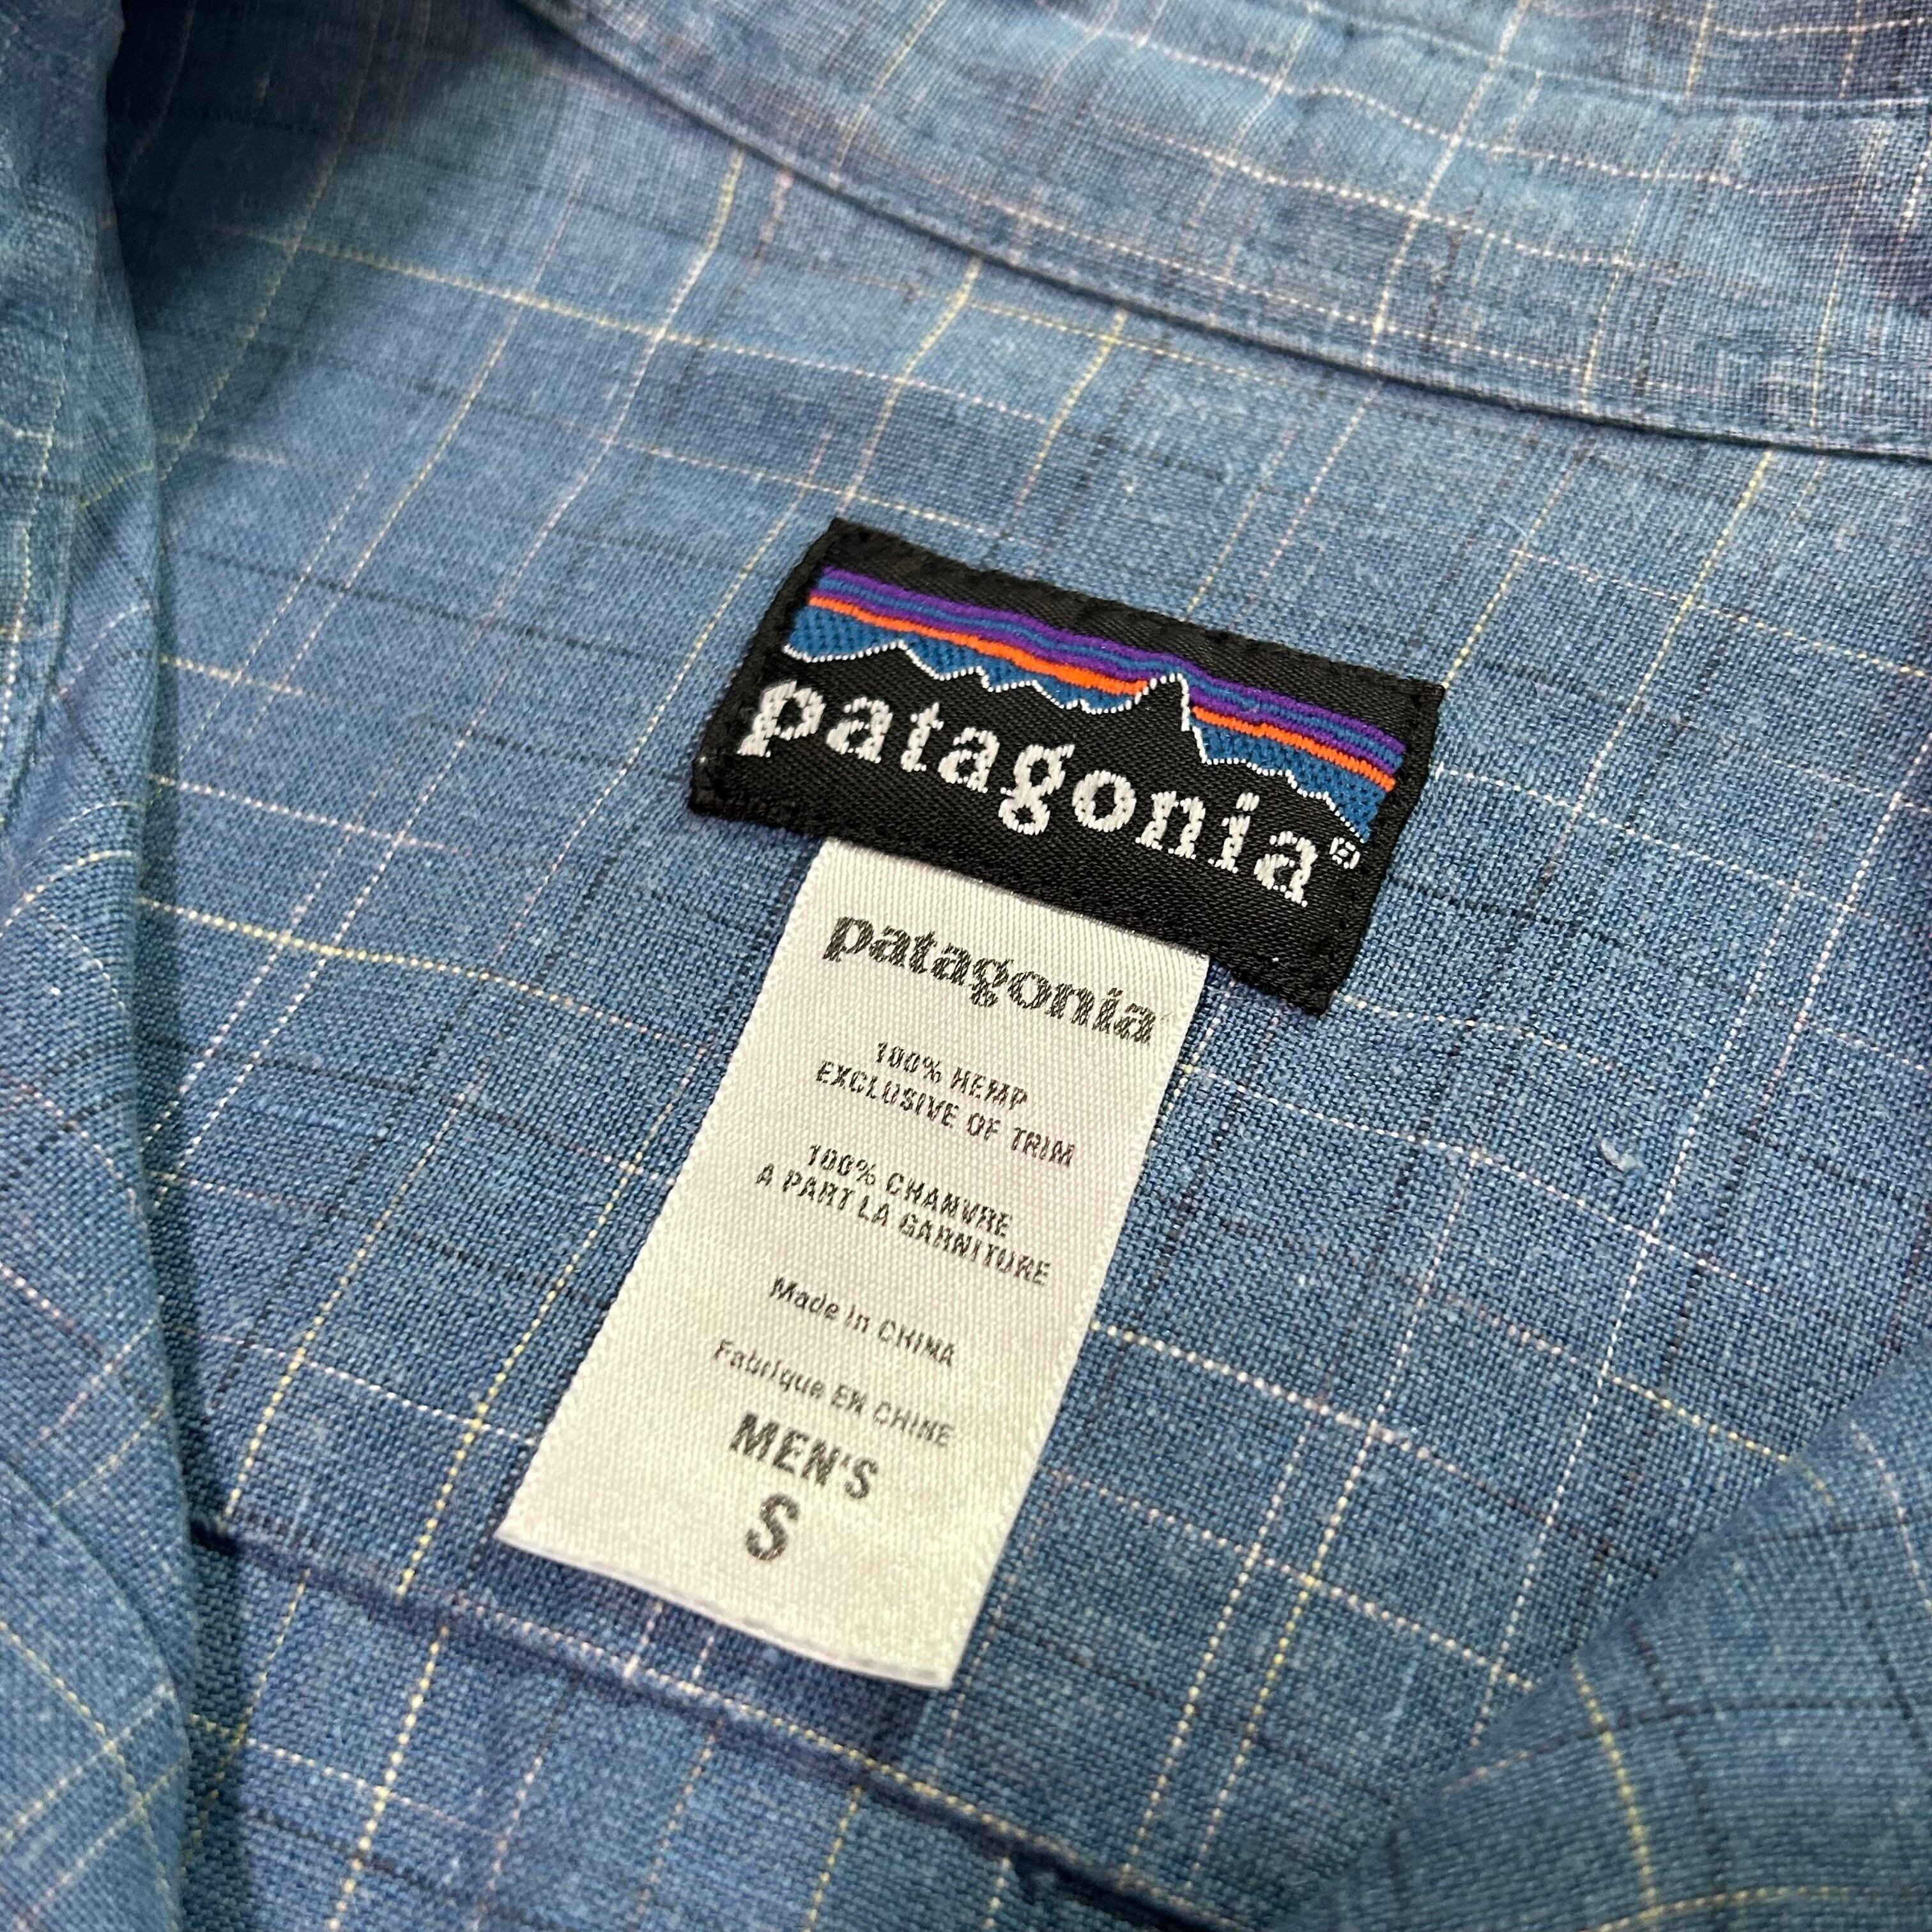 patagonia®
patagonia
100% HEMP
EXCLUSIVE OF TRIM
100% CHANVRE
A PART LA GARNITURE
Made in CHINA
Fabrique EN CHINE
MEN'S
S